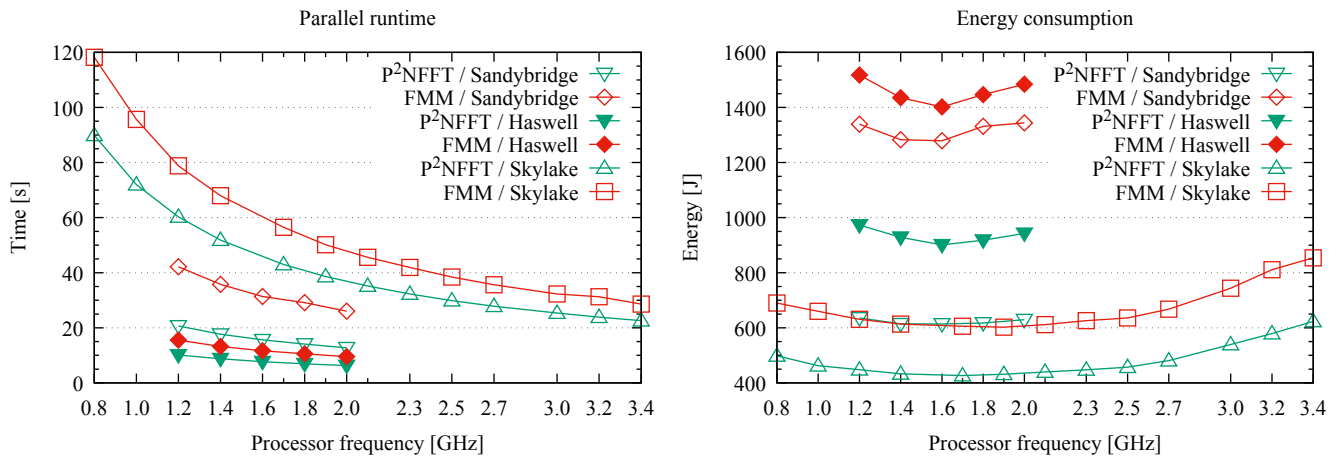 Parallel runtime
Time [s]
120
100
80
60
40
20
0
0.8 1.0 1.2 1.4 1.6 1.8 2.0 2.3 2.5 2.7 3.0 3.2 3.4
Processor frequency [GHz]
P²NFFT / Sandybridge
FMM / Sandybridge
P²NFFT / Haswell
FMM / Haswell
P²NFFT / Skylake
FMM / Skylake
Energy consumption
Energy [J]
1600
1400
1200
1000
800
600
400
0.8 1.0 1.2 1.4 1.6 1.8 2.0 2.3 2.5 2.7 3.0 3.2 3.4
Processor frequency [GHz]
P²NFFT / Sandybridge
FMM / Sandybridge
P²NFFT / Haswell
FMM / Haswell
P²NFFT / Skylake
FMM / Skylake